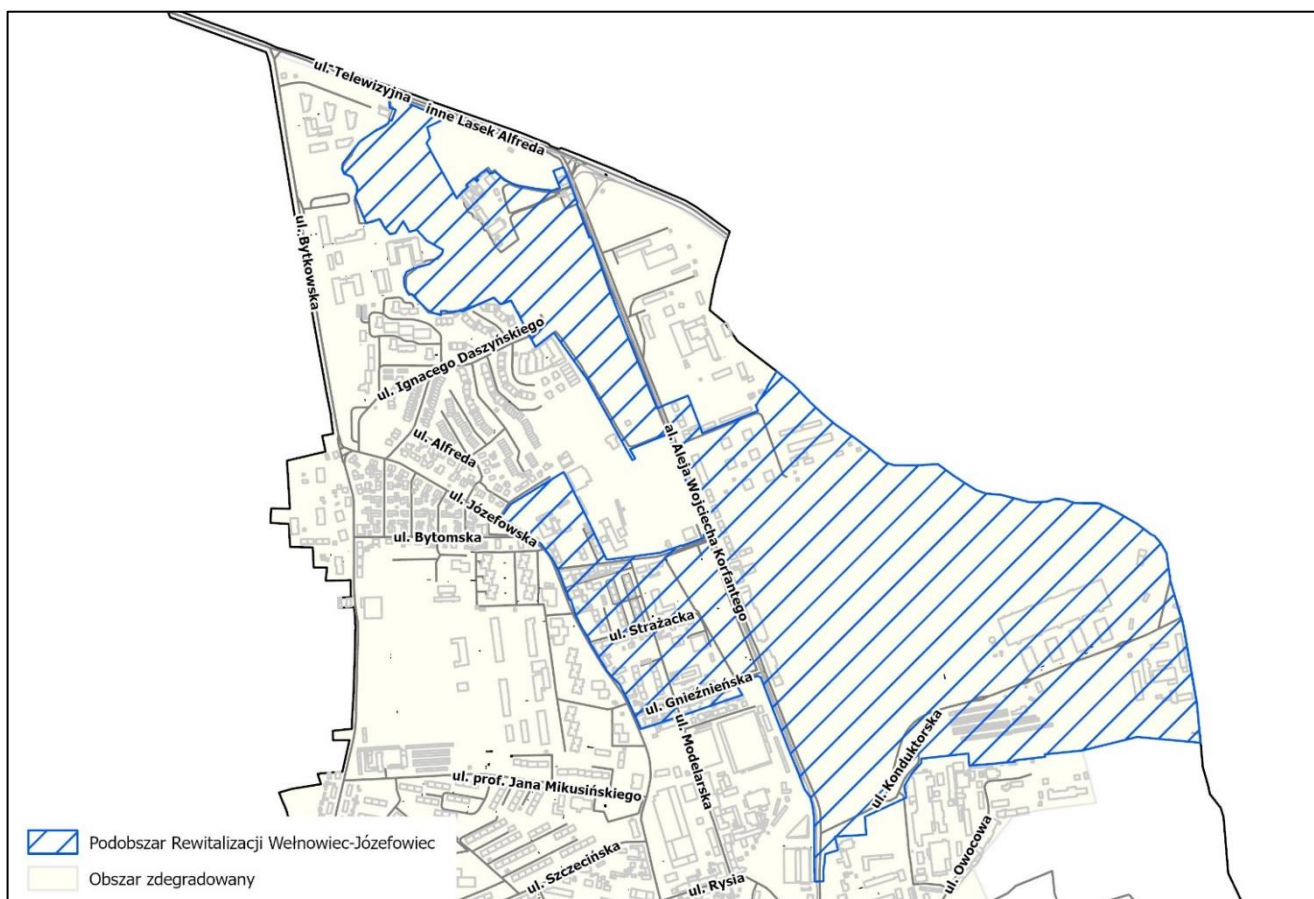 ul. Telewizyjna - inne Lasek Alfreda
ul. Bytkowska
ul. Ignacego Daszyńskiego
ul. Alfreda
al. Aleja Wojciecha Korfantego
ul. Józefowska
ul. Bytomska
ul. Strażacka
ul. Gnieźnieńska
ul. Modelarska
ul. Konduktorska
ul. prof. Jana Mikusińskiego
ul. Owocowa
ul. Szczecińska
ul. Rysia
Podobszar Rewitalizacji Wełnowiec-Józefowiec
Obszar zdegradowany